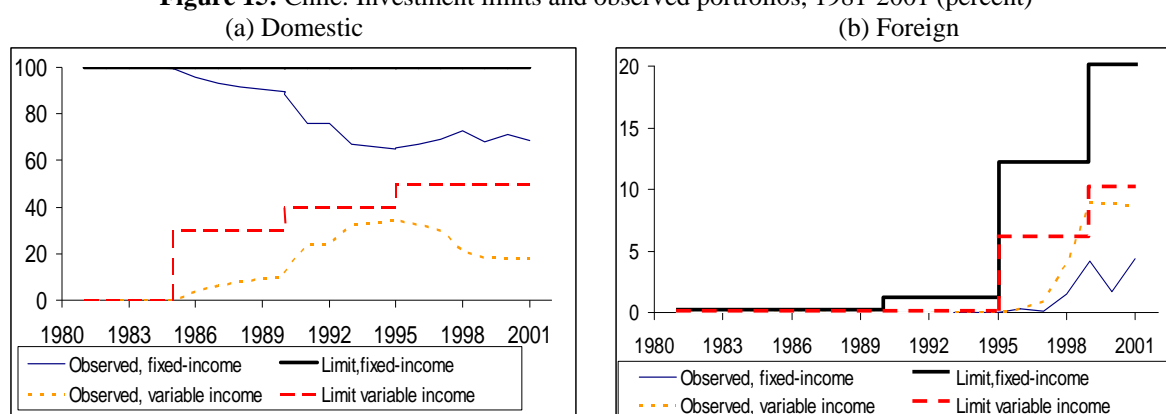 Figure 15. Chile: Investment limits and observed portfolios, 1981-2001 (percent)
(a) Domestic
(b) Foreign
100
80
60
40
20
0
1980 1983 1986 1989 1992 1995 1998 2001
Observed, fixed-income
Limit,fixed-income
Observed, variable income
Limit variable income
20
15
10
5
0
1980 1983 1986 1989 1992 1995 1998 2001
Observed, fixed-income
Limit,fixed-income
Observed, variable income
Limit variable income